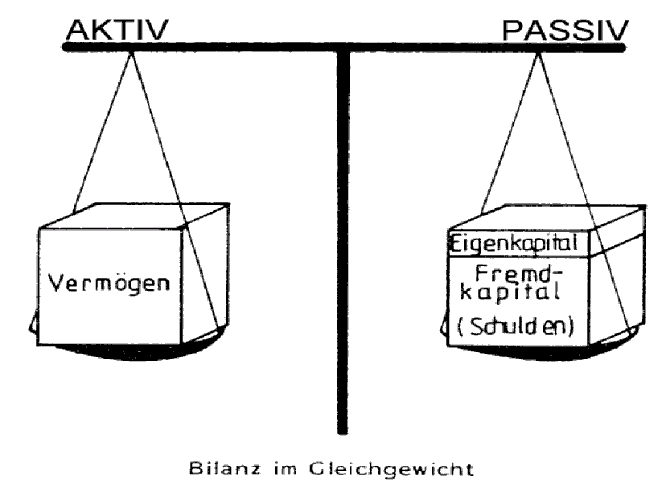 AKTIV
PASSIV
Vermögen
Eigenkapital
Fremd-
kapital
(Schulden)
Bilanz im Gleichgewicht